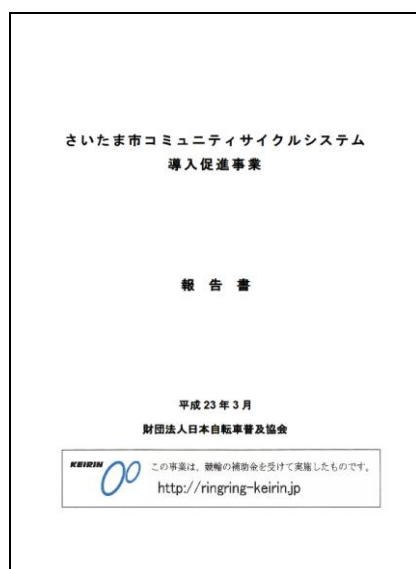 さいたま市コミュニティサイクルシステム
導入促進事業
報 告 書
平成 23 年 3 月
財団法人日本自転車普及協会
KEIRIN
この事業は、競輪の補助金を受けて実施したものです。
http://ringring-keirin.jp